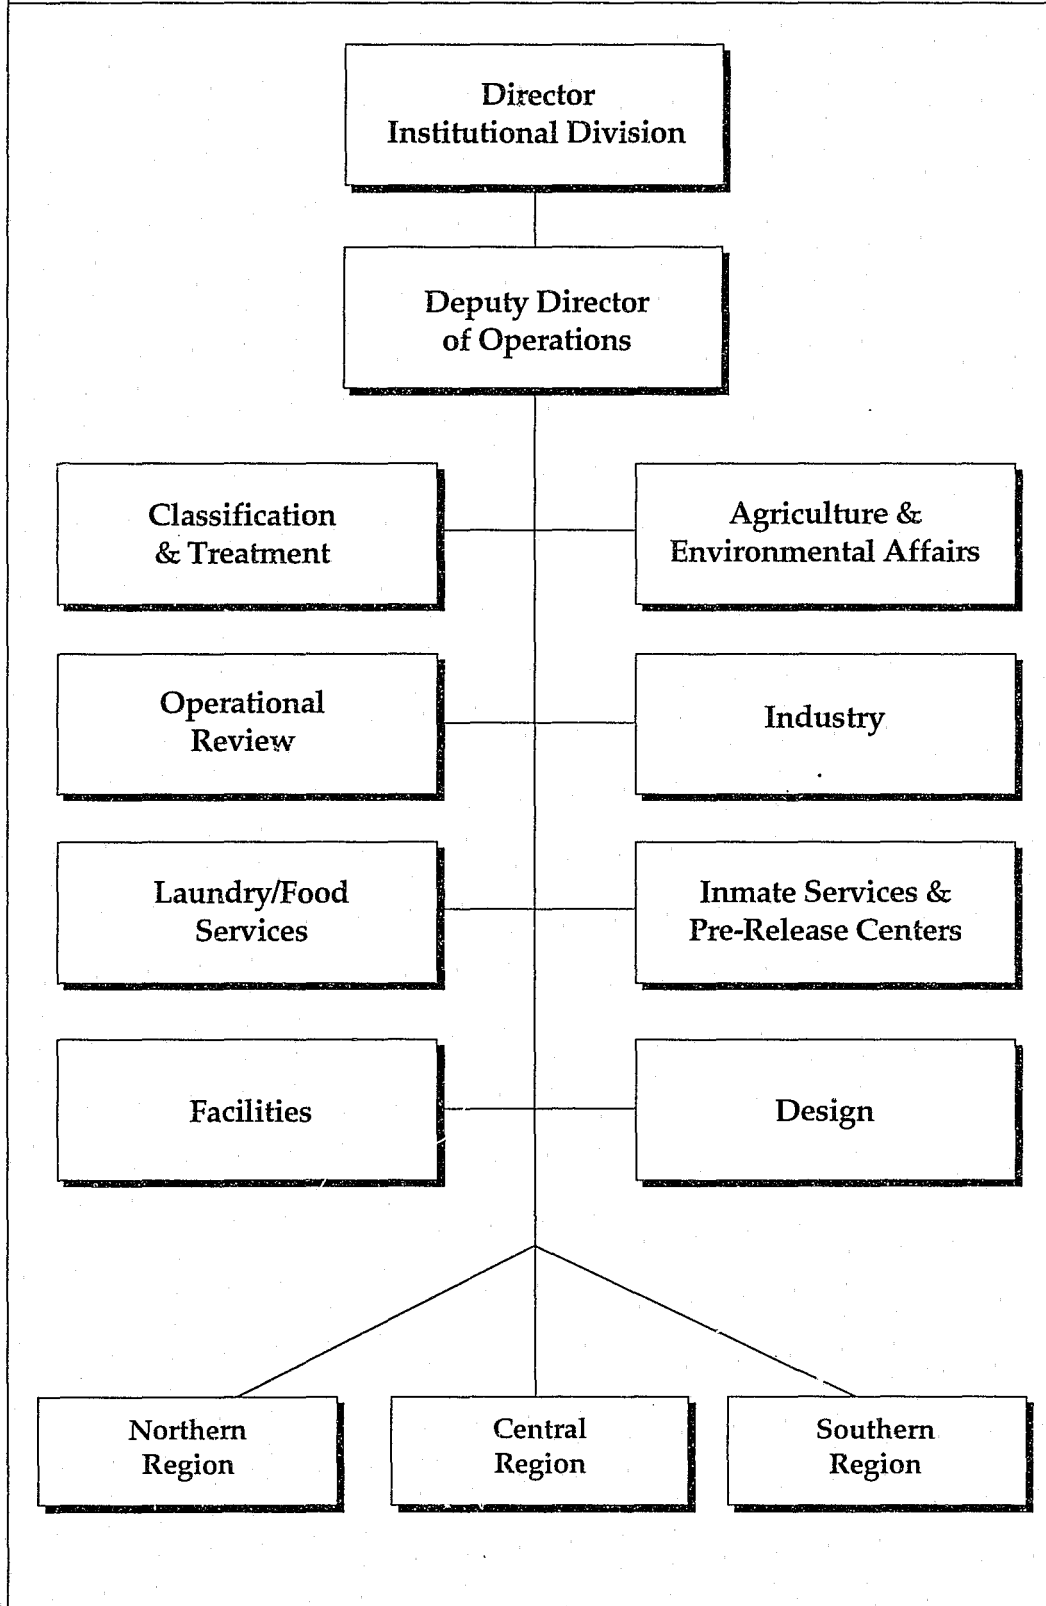 Director
Institutional Division
Deputy Director
of Operations
Classification
& Treatment
Agriculture &
Environmental Affairs
Operational
Review
Industry
Laundry/Food
Services
Inmate Services &
Pre-Release Centers
Facilities
Design
Northern
Region
Central
Region
Southern
Region